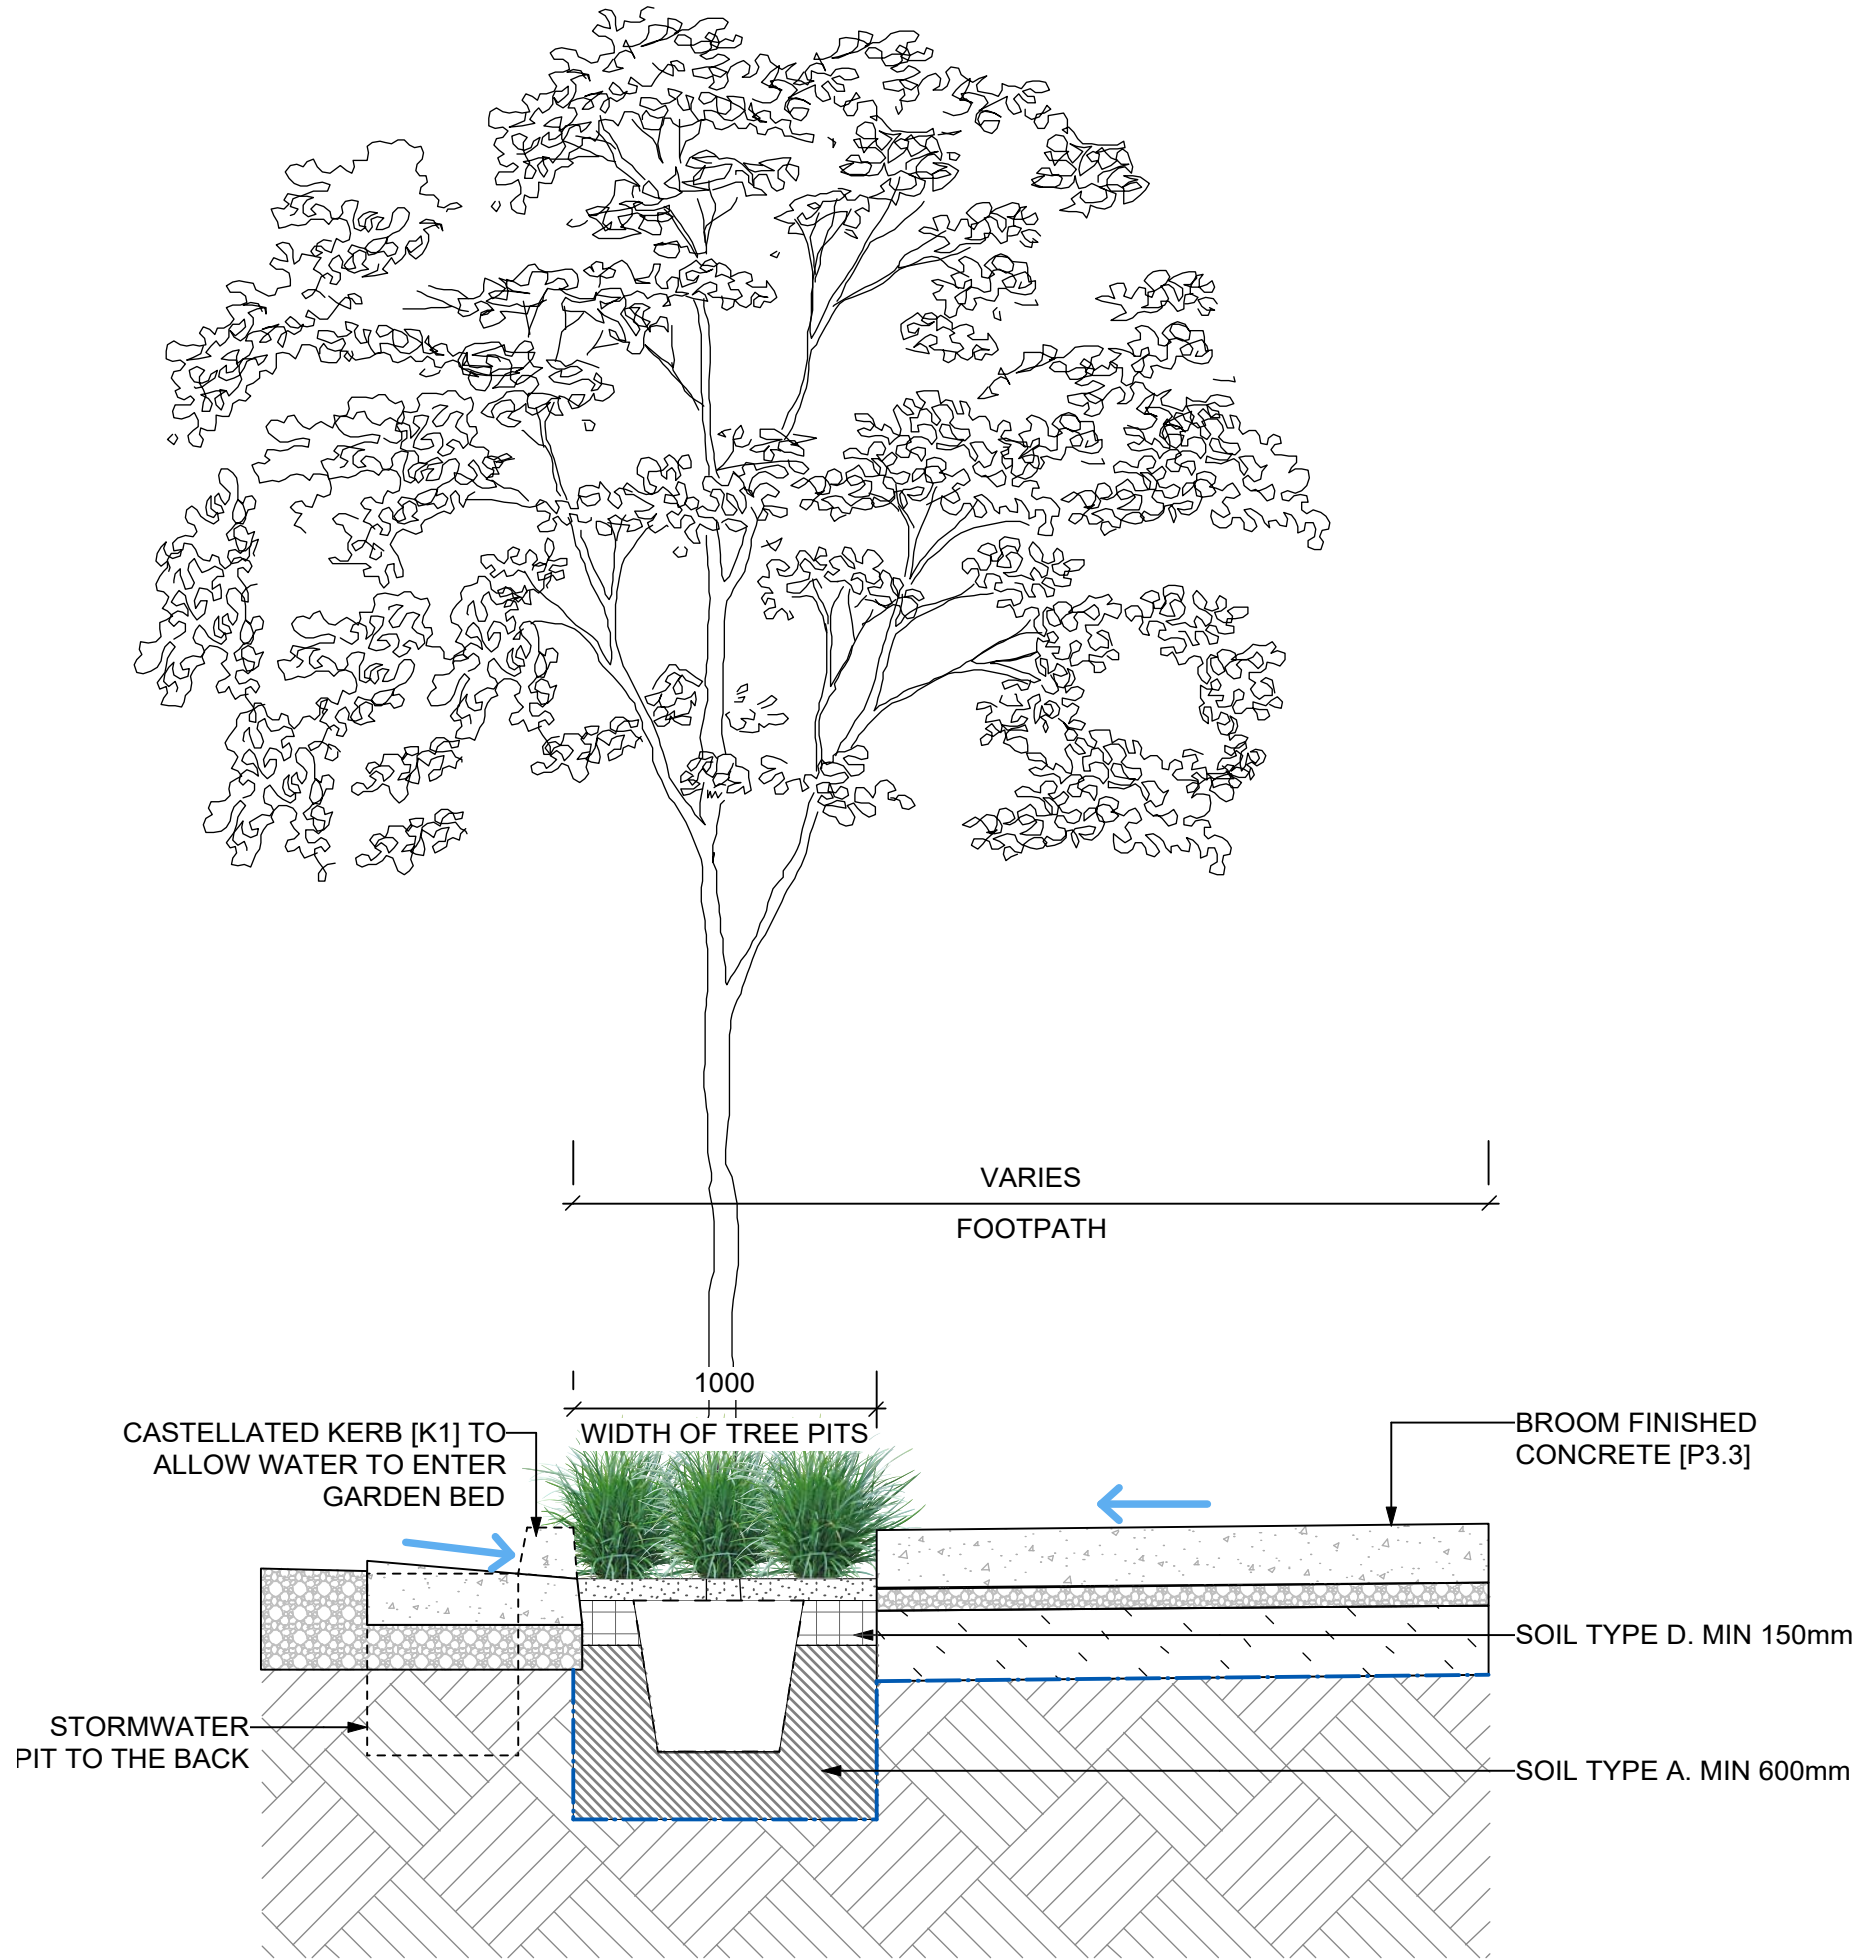 VARIES
FOOTPATH
1000
WIDTH OF TREE PITS
CASTELLATED KERB [K1] TO
ALLOW WATER TO ENTER
GARDEN BED
BROOM FINISHED
CONCRETE [P3.3]
SOIL TYPE D. MIN 150mm
STORMWATER
PIT TO THE BACK
SOIL TYPE A. MIN 600mm